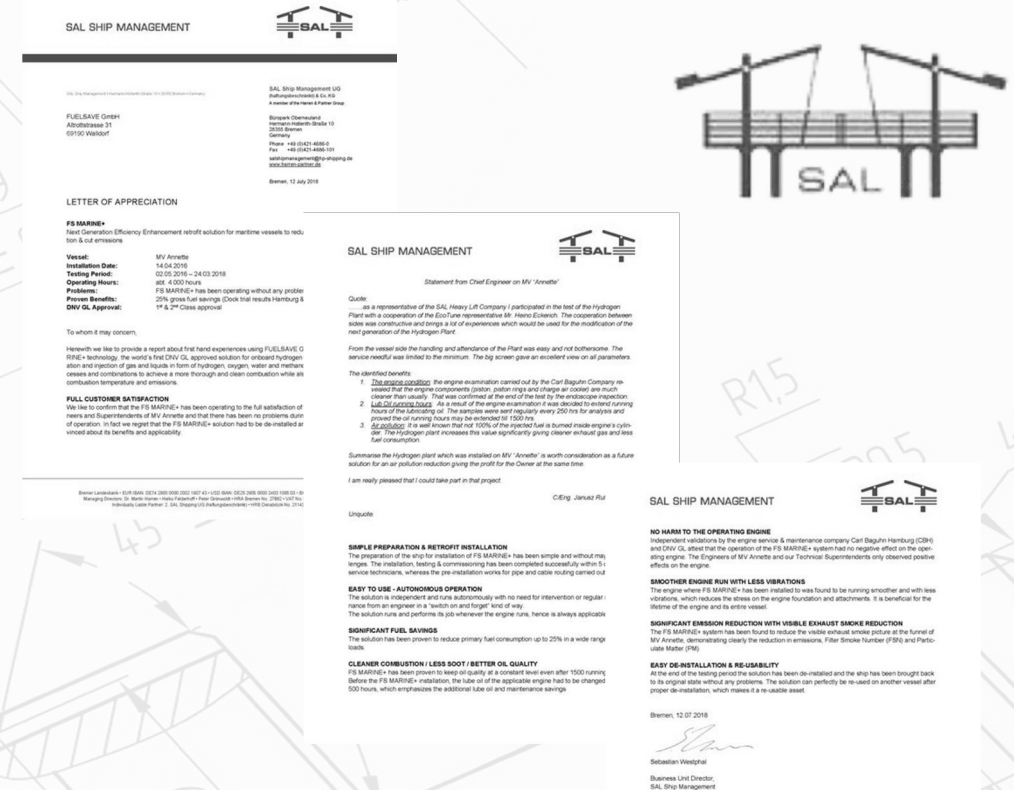 SAL SHIP MANAGEMENT
SAL
SAL Ship Management UG
(haftungsbeschränkt) & Co. KG
A member of the Harren & Partner Group
FUELSAVE GmbH
Altrottstrasse 31
69190 Walldorf
Büropark Oberneuland
Hermann-Hollerith-Straße 10
28355 Bremen
Germany
Phone +49 (0)421-4686-0
Fax +49 (0)421-4686-101
salshipmanagement@hp-shipping.de
www.harren-partner.de
Bremen, 12 July 2018
LETTER OF APPRECIATION
FS MARINE+
Next Generation Efficiency Enhancement retrofit solution for maritime vessels to redu
tion & cut emissions
Vessel: MV Annette
Installation Date: 14.04.2016
Testing Period: 02.05.2016 – 24.03.2018
Operating Hours: abt. 4.000 hours
Problems: FS MARINE+ has been operating without any proble
Proven Benefits: 25% gross fuel savings (Dock trial results Hamburg &
DNV GL Approval: 1st & 2nd Class approval
To whom it may concern,
Herewith we like to provide a report about first hand experiences using FUELSAVE G
RINE+ technology, the world's first DNV GL approved solution for onboard hydrogen
ation and injection of gas and liquids in form of hydrogen, oxygen, water and methano
cesses and combinations to achieve a more thorough and clean combustion while als
combustion temperature and emissions.
FULL CUSTOMER SATISFACTION
We like to confirm that the FS MARINE+ has been operating to the full satisfaction of
neers and Superintendents of MV Annette and that there has been no problems durin
of operation. In fact we regret that the FS MARINE+ solution had to be de-installed ar
vinced about its benefits and applicability.
SAL SHIP MANAGEMENT
SAL
Statement from Chief Engineer on MV "Annette"
Quote:
......as a representative of the SAL Heavy Lift Company I participated in the test of the Hydrogen
Plant with a cooperation of the EcoTune representative Mr. Heino Eckerich. The cooperation between
sides was constructive and brings a lot of experiences which would be used for the modification of the
next generation of the Hydrogen Plant.
From the vessel side the handling and attendance of the Plant was easy and not bothersome. The
service needful was limited to the minimum. The big screen gave an excellent view on all parameters.
The identified benefits:
1. The engine condition: the engine examination carried out by the Carl Baguhn Company re-
vealed that the engine components (piston, piston rings and charge air cooler) are much
cleaner than usually. That was confirmed at the end of the test by the endoscope inspection.
2. Lub Oil running hours: As a result of the engine examination it was decided to extend running
hours of the lubricating oil. The samples were sent regularly every 250 hrs for analysis and
proved the oil running hours may be extended till 1500 hrs.
3. Air pollution: It is well known that not 100% of the injected fuel is burned inside engine's cylin-
der. The Hydrogen plant increases this value significantly giving cleaner exhaust gas and less
fuel consumption.
Summarise the Hydrogen plant which was installed on MV "Annette" is worth consideration as a future
solution for an air pollution reduction giving the profit for the Owner at the same time.
I am really pleased that I could take part in that project.
C/Eng. Janusz Rui
Unquote
SIMPLE PREPARATION & RETROFIT INSTALLATION
The preparation of the ship for installation of FS MARINE+ has been simple and without maj
lenges. The installation, testing & commissioning has been completed successfully within 5 c
service technicians, whereas the pre-installation works for pipe and cable routing carried out
EASY TO USE - AUTONOMOUS OPERATION
The solution is independent and runs autonomously with no need for intervention or regular
nance from an engineer in a "switch on and forget" kind of way.
The solution runs and performs its job whenever the engine runs, hence is always applicable
SIGNIFICANT FUEL SAVINGS
The solution has been proven to reduce primary fuel consumption up to 25% in a wide range
loads.
CLEANER COMBUSTION / LESS SOOT / BETTER OIL QUALITY
FS MARINE+ has been proven to keep oil quality at a constant level even after 1500 running
Before the FS MARINE+ installation, the lube oil of the applicable engine had to be changed
500 hours, which emphasizes the additional lube oil and maintenance savings
SAL SHIP MANAGEMENT
SAL
NO HARM TO THE OPERATING ENGINE
Independent validations by the engine service & maintenance company Carl Baguhn Hamburg (CBH)
and DNV GL attest that the operation of the FS MARINE+ system had no negative effect on the oper-
ating engine. The Engineers of MV Annette and our Technical Superintendents only observed positive
effects on the engine.
SMOOTHER ENGINE RUN WITH LESS VIBRATIONS
The engine where FS MARINE+ has been installed to was found to be running smoother and with less
vibrations, which reduces the stress on the engine foundation and attachments. It is beneficial for the
lifetime of the engine and its entire vessel.
SIGNIFICANT EMISSION REDUCTION WITH VISIBLE EXHAUST SMOKE REDUCTION
The FS MARINE+ system has been found to reduce the visible exhaust smoke picture at the funnel of
MV Annette, demonstrating clearly the reduction in emissions, Filter Smoke Number (FSN) and Partic-
ulate Matter (PM).
EASY DE-INSTALLATION & RE-USABILITY
At the end of the testing period the solution has been de-installed and the ship has been brought back
to its original state without any problems. The solution can perfectly be re-used on another vessel after
proper de-installation, which makes it a re-usable asset.
Bremen, 12.07.2018
Sebastian Westphal
Business Unit Director,
SAL Ship Management
SAL
R1,5
45